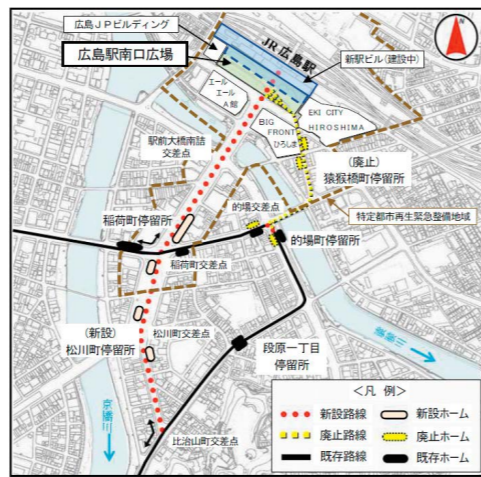 広島ＪＰビルディング
広島駅南口広場
JR広島駅
新駅ビル(建設中)
エール
エール
A館
BIG
FRONT
ひろしま
EKI CITY
HIROSHIMA
駅前大橋南詰
交差点
（廃止）
猿猴橋町停留所
的場交差点
特定都市再生緊急整備地域
稲荷町停留所
的場町停留所
稲荷町交差点
（新設）
松川町停留所
松川町交差点
段原一丁目
停留所
猿猴川
京橋川
比治山町交差点
＜凡 例＞
新設路線
新設ホーム
廃止路線
廃止ホーム
既存路線
既存ホーム